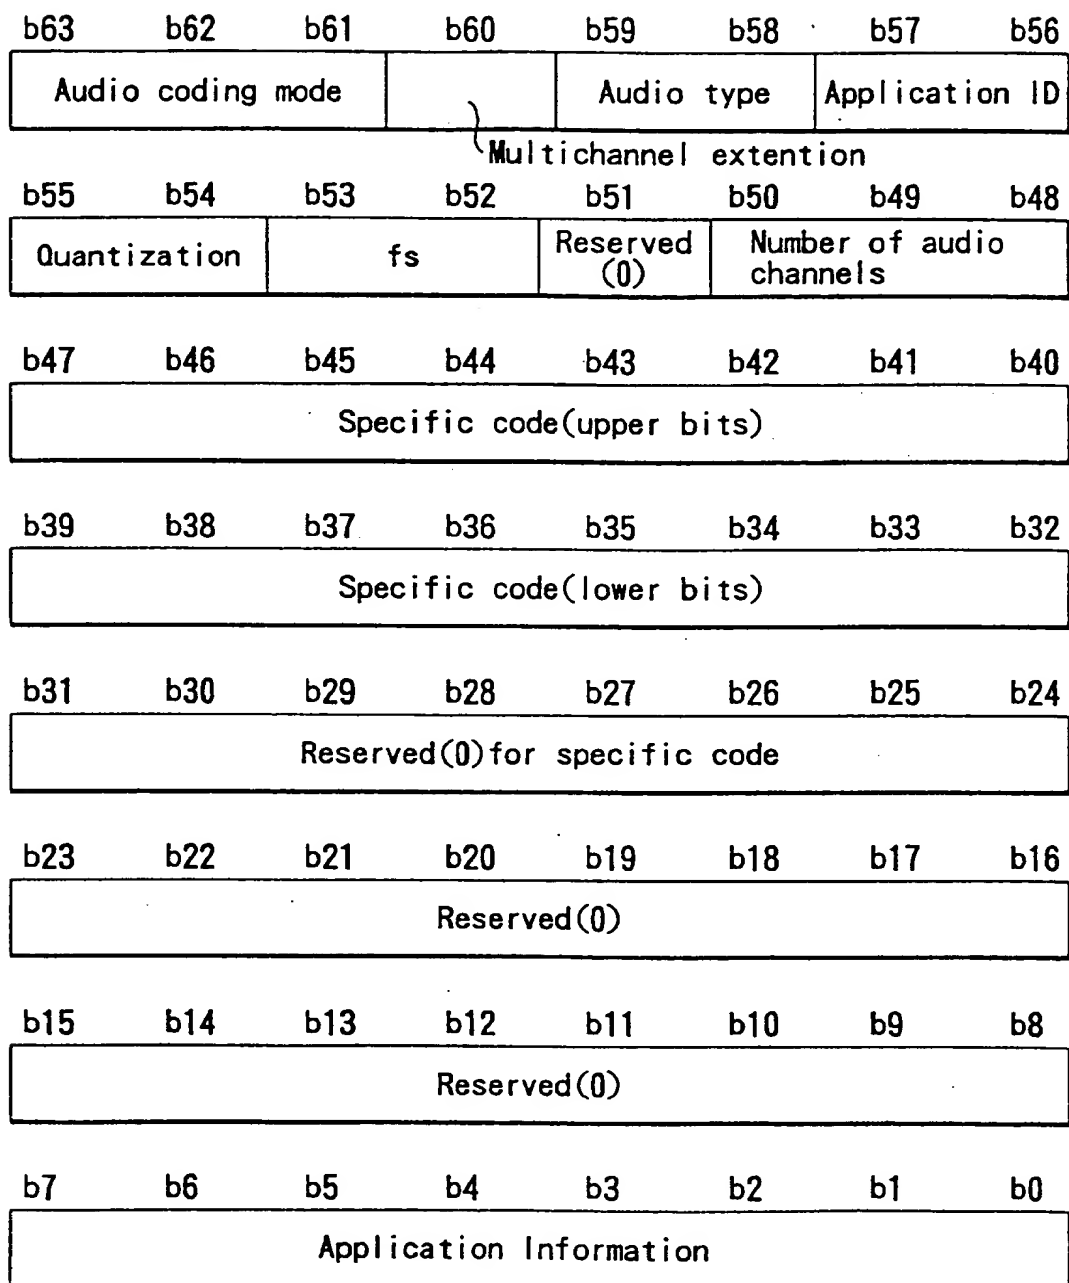 b63 b62 b61 b60 b59 b58 b57 b56
Audio coding mode Audio type Application ID
Multichannel extention
b55 b54 b53 b52 b51 b50 b49 b48
Quantization fs Reserved (0) Number of audio channels
b47 b46 b45 b44 b43 b42 b41 b40
Specific code(upper bits)
b39 b38 b37 b36 b35 b34 b33 b32
Specific code(lower bits)
b31 b30 b29 b28 b27 b26 b25 b24
Reserved(0)for specific code
b23 b22 b21 b20 b19 b18 b17 b16
Reserved(0)
b15 b14 b13 b12 b11 b10 b9 b8
Reserved(0)
b7 b6 b5 b4 b3 b2 b1 b0
Application Information